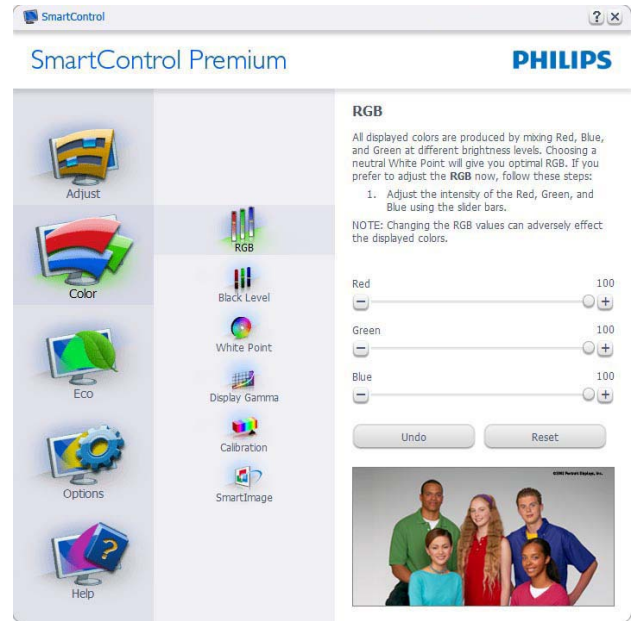 SmartControl
? ×
SmartControl Premium
PHILIPS
Adjust
Color
Eco
Options
Help
RGB
Black Level
White Point
Display Gamma
Calibration
SmartImage
RGB
All displayed colors are produced by mixing Red, Blue,
and Green at different brightness levels. Choosing a
neutral White Point will give you optimal RGB. If you
prefer to adjust the RGB now, follow these steps:
1. Adjust the intensity of the Red, Green, and
Blue using the slider bars.
NOTE: Changing the RGB values can adversely effect
the displayed colors.
Red 100
Green 100
Blue 100
Undo Reset
Portrait Displays, Inc.